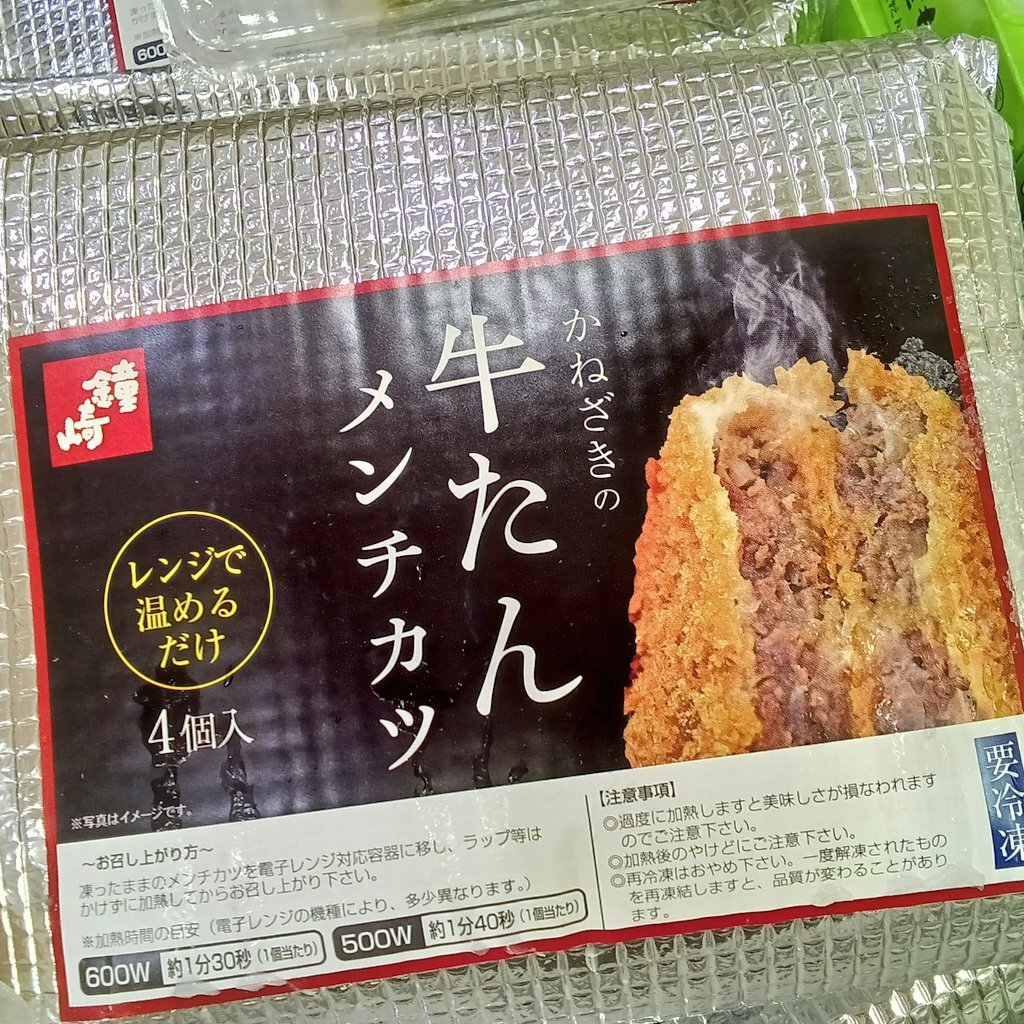 600
鐘崎
かねざきの
牛たん
メンチカツ
レンジで
温める
だけ
4個入
※写真はイメージです。
～お召し上がり方～
凍ったままのメンチカツを電子レンジ対応容器に移し、ラップ等は
かけずに加熱してからお召し上がり下さい。
※加熱時間の目安（電子レンジの機種により、多少異なります。）
600W 約1分30秒（1個当たり）
500W 約1分40秒（1個当たり）
【注意事項】
◎過度に加熱しますと美味しさが損なわれます
のでご注意下さい。
◎加熱後のやけどにご注意下さい。
◎再冷凍はおやめ下さい。一度解凍されたもの
を再凍結しますと、品質が変わることがあり
ます。
要冷凍